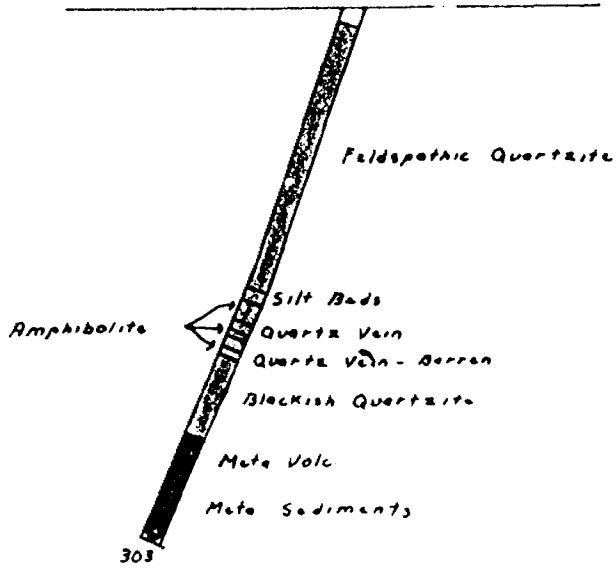 Feldspathic Quartzite
Silt Beds
Amphibolite
Quartz Vein
Quartz Vein - Barren
Blackish Quartzite
Meta Volc
Meta Sediments
303